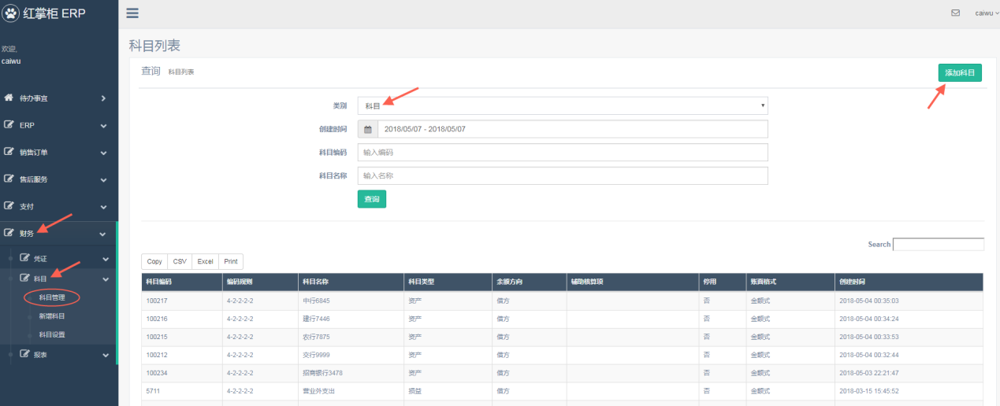 红掌柜 ERP
caiwu
欢迎,
caiwu
待办事宜
ERP
销售订单
售后服务
支付
财务
凭证
科目
科目管理
新增科目
科目设置
报表
科目列表
查询 科目列表
添加科目
类别 科目
创建时间 2018/05/07 - 2018/05/07
科目编码 输入编码
科目名称 输入名称
查询
Search
Copy CSV Excel Print
科目编码 编码规则 科目名称 科目类型 余额方向 辅助核算项 停用 账页格式 创建时间
100217 4-2-2-2-2 中行6845 资产 借方 否 金额式 2018-05-04 00:35:03
100216 4-2-2-2-2 建行7446 资产 借方 否 金额式 2018-05-04 00:34:24
100215 4-2-2-2-2 农行7875 资产 借方 否 金额式 2018-05-04 00:33:53
100212 4-2-2-2-2 交行9999 资产 借方 否 金额式 2018-05-04 00:32:44
100234 4-2-2-2-2 招商银行3478 资产 借方 否 金额式 2018-05-03 22:21:47
5711 4-2-2-2-2 营业外支出 损益 借方 否 金额式 2018-03-15 15:45:52